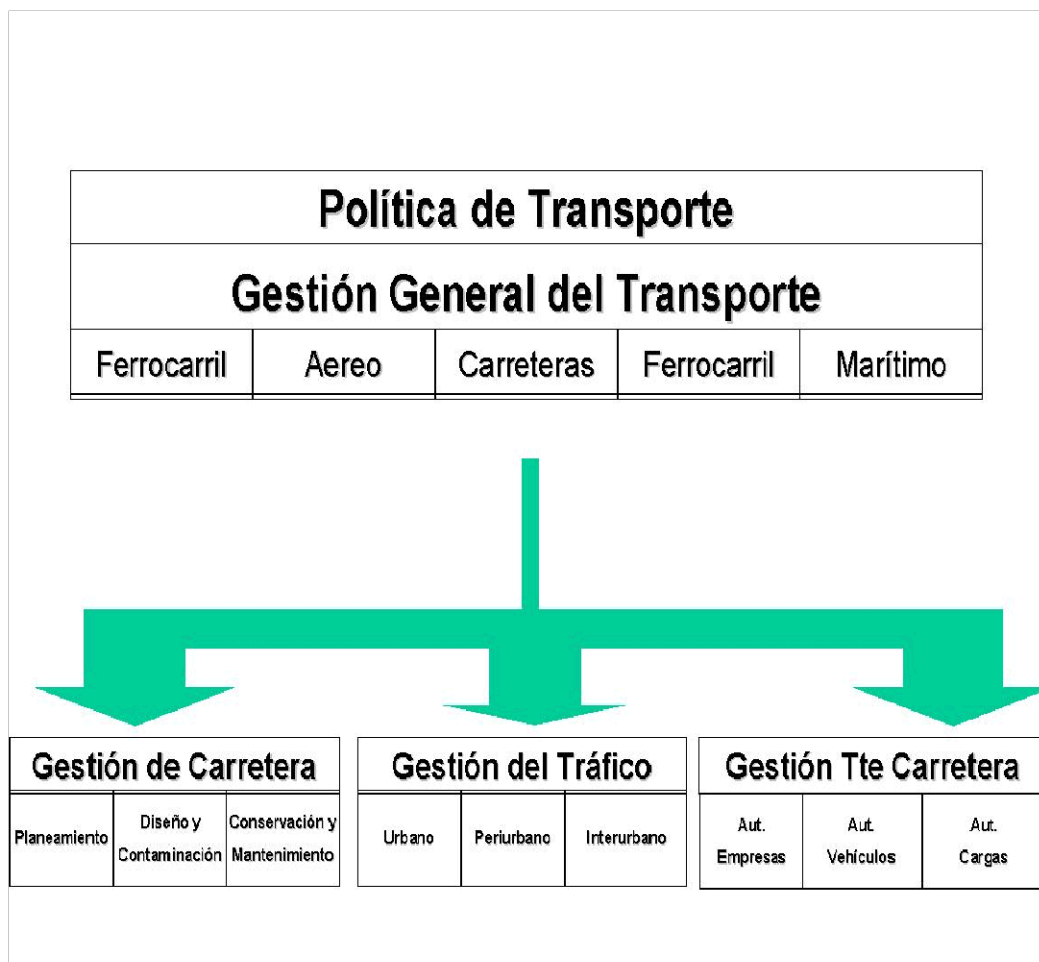 Política de Transporte
Gestión General del Transporte
Ferrocarril Aereo Carreteras Ferrocarril Marítimo
Gestión de Carretera
Planeamiento
Diseño y
Contaminación
Conservación y
Mantenimiento
Gestión del Tráfico
Urbano Periurbano Interurbano
Gestión Tte Carretera
Aut.
Empresas
Aut.
Vehículos
Aut.
Cargas